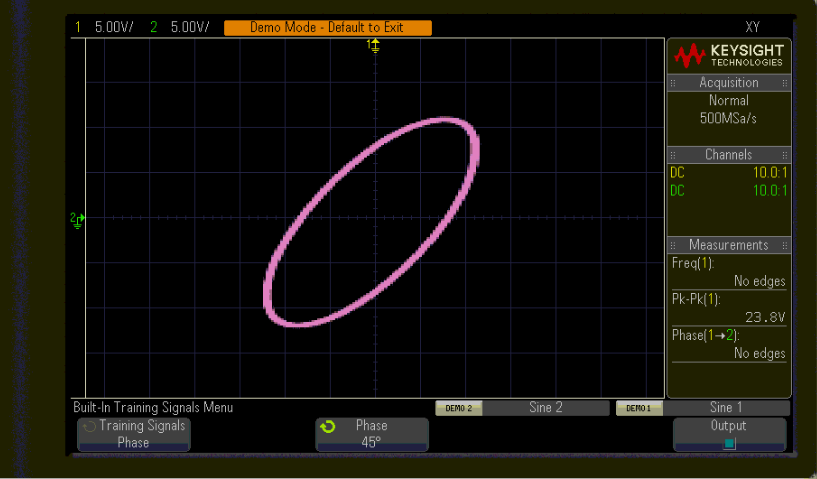 1 5.00V/ 2 5.00V/ Demo Mode - Default to Exit XY
1
KEYSIGHT
TECHNOLOGIES
Acquisition
Normal
500MSa/s
Channels
DC 10.0:1
DC 10.0:1
2
Measurements
Freq(1):
No edges
Pk-Pk(1):
23.8V
Phase(1→2):
No edges
Built-In Training Signals Menu DEMO 2 Sine 2 DEMO 1 Sine 1
Training Signals Phase Output
Phase 45°